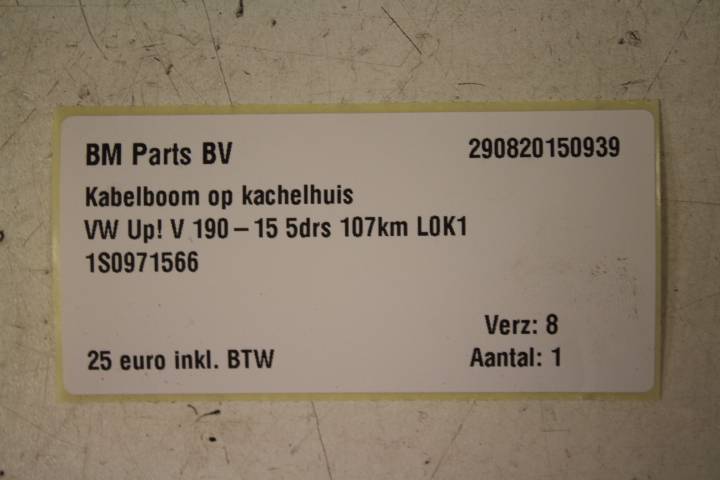 BM Parts BV 290820150939
Kabelboom op kachelhuis
VW Up! V 190 – 15 5drs 107km L0K1
1S0971566
Verz: 8
25 euro inkl. BTW Aantal: 1